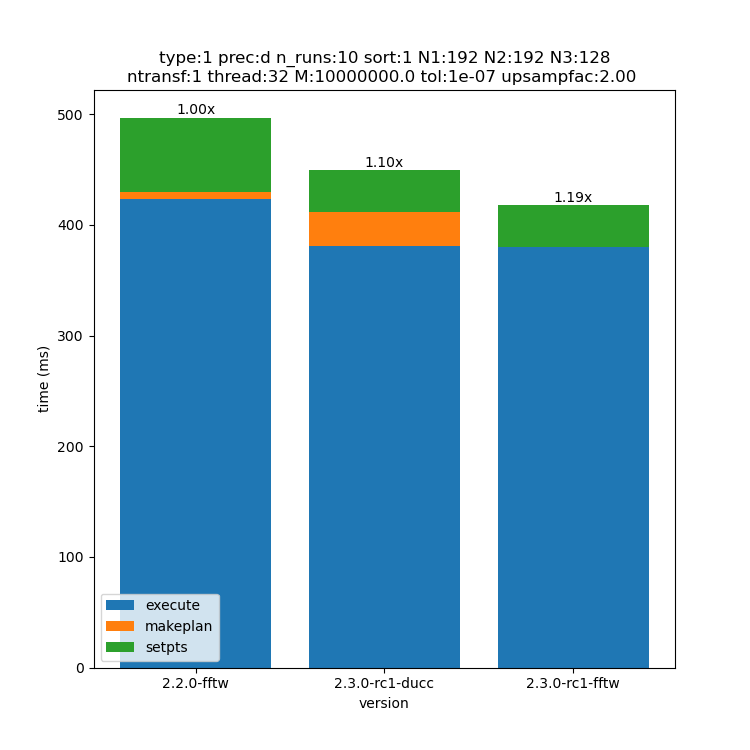 type:1 prec:d n_runs:10 sort:1 N1:192 N2:192 N3:128
ntransf:1 thread:32 M:10000000.0 tol:1e-07 upsampfac:2.00
500
400
300
200
100
0
time (ms)
1.00x
1.10x
1.19x
execute
makeplan
setpts
2.2.0-fftw
2.3.0-rc1-ducc
2.3.0-rc1-fftw
version